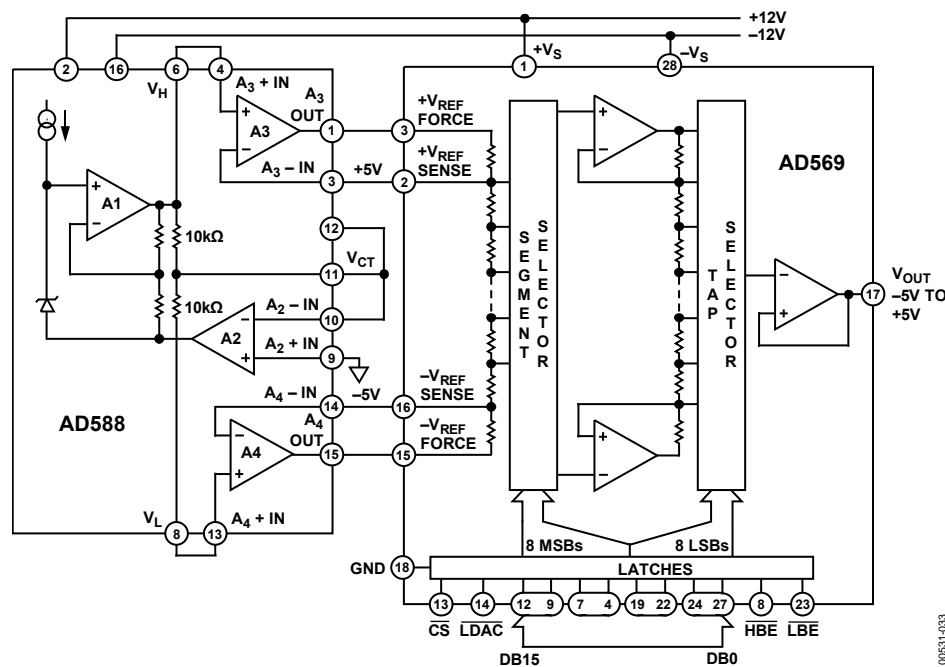 +12V
–12V
2
16
6
4
+VS
1
–VS
28
VH
A3 + IN
A3
OUT
+
A3
–
1
3
+VREF
FORCE
A3 – IN
3
+5V
2
+VREF
SENSE
+
A1
–
10kΩ
10kΩ
12
VCT
11
A2 – IN
10
–
A2
+
A2 + IN
9
–5V
A4 – IN
14
16
–VREF
SENSE
A4
OUT
–
A4
+
15
15
–VREF
FORCE
AD588
VL
8
13
A4 + IN
SEGMENT
SELECTOR
+
–
+
–
TAP
SELECTOR
AD569
–
+
VOUT
–5V TO
+5V
17
8 MSBs
8 LSBs
GND
18
LATCHES
13
14
12
9
7
4
19
22
24
27
8
23
CS
LDAC
HBE
LBE
DB15
DB0
00531-033